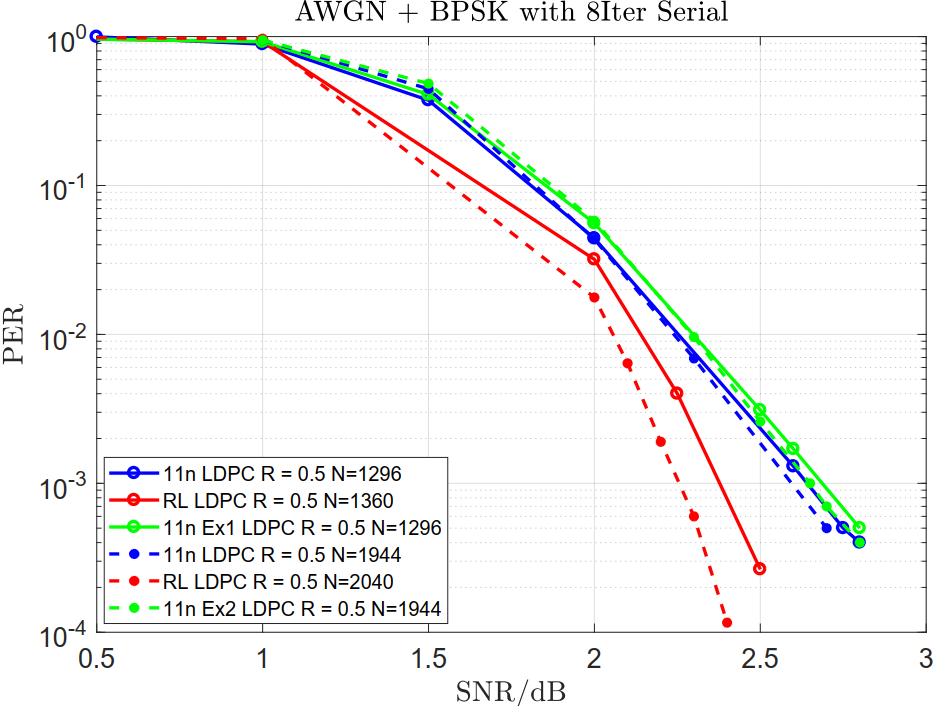 AWGN + BPSK with 8Iter Serial
10^0
10^-1
10^-2
10^-3
10^-4
PER
11n LDPC R = 0.5 N=1296
RL LDPC R = 0.5 N=1360
11n Ex1 LDPC R = 0.5 N=1296
11n LDPC R = 0.5 N=1944
RL LDPC R = 0.5 N=2040
11n Ex2 LDPC R = 0.5 N=1944
0.5 1 1.5 2 2.5 3
SNR/dB